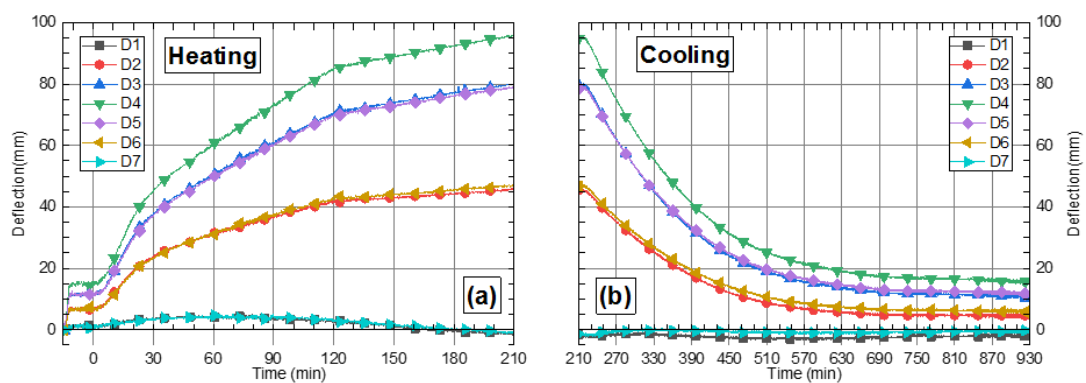 100
80
60
40
20
0
Deflection(mm)
D1
D2
D3
D4
D5
D6
D7
Heating
(a)
0 30 60 90 120 150 180 210
Time (min)
Cooling
D1
D2
D3
D4
D5
D6
D7
(b)
210 270 330 390 450 510 570 630 690 750 810 870 930
Time (min)
100
80
60
40
20
0
Deflection(mm)